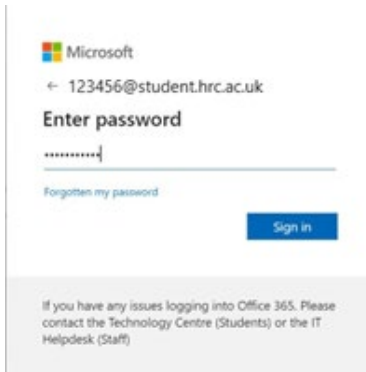 Microsoft
← 123456@student.hrc.ac.uk
Enter password
•••••••••••
Forgotten my password
Sign in
If you have any issues logging into Office 365. Please
contact the Technology Centre (Students) or the IT
Helpdesk (Staff)